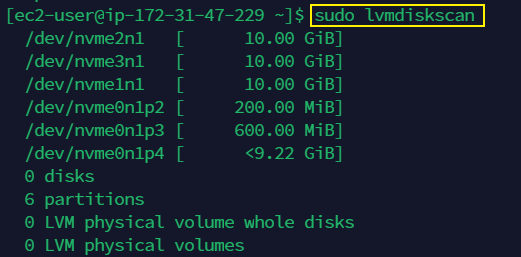 [ec2-user@ip-172-31-47-229 ~]$ sudo lvmdiskscan
/dev/nvme2n1   [      10.00 GiB]
/dev/nvme3n1   [      10.00 GiB]
/dev/nvme1n1   [      10.00 GiB]
/dev/nvme0n1p2 [     200.00 MiB]
/dev/nvme0n1p3 [     600.00 MiB]
/dev/nvme0n1p4 [      <9.22 GiB]
0 disks
6 partitions
0 LVM physical volume whole disks
0 LVM physical volumes